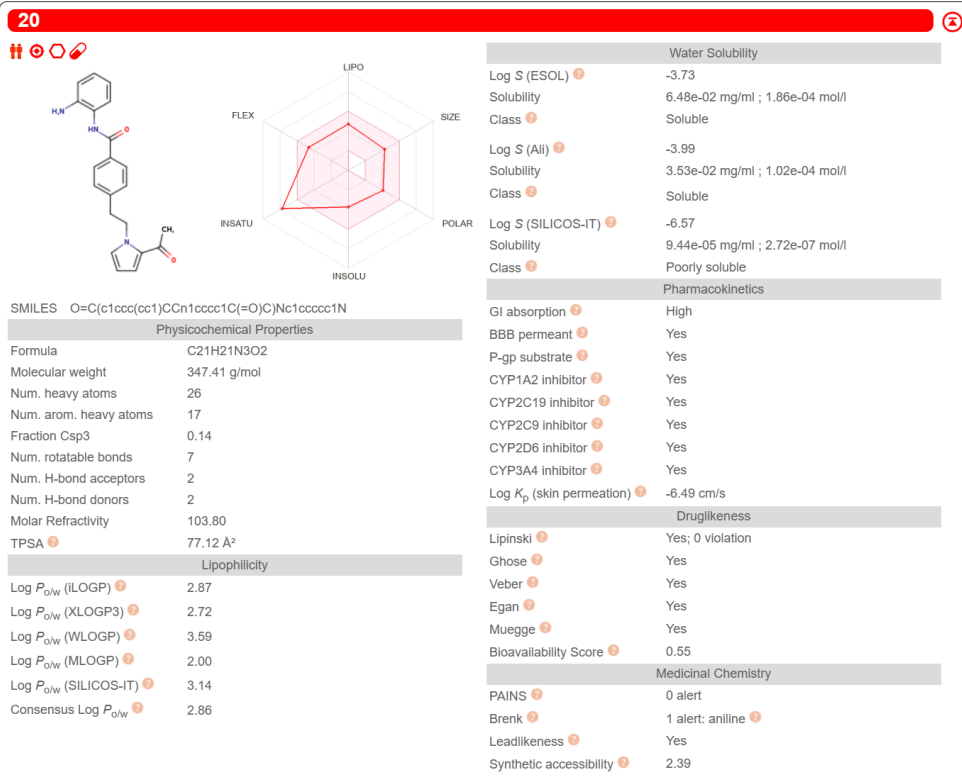 20
H₂N
HN
O
N
CH₃
O
LIPO
SIZE
POLAR
INSOLU
INSATU
FLEX
SMILES O=C(c1ccc(cc1)CCn1cccc1C(=O)C)Nc1ccccc1N
Physicochemical Properties
Formula C21H21N3O2
Molecular weight 347.41 g/mol
Num. heavy atoms 26
Num. arom. heavy atoms 17
Fraction Csp3 0.14
Num. rotatable bonds 7
Num. H-bond acceptors 2
Num. H-bond donors 2
Molar Refractivity 103.80
TPSA ? 77.12 Å²
Lipophilicity
Log Po/w (iLOGP) ? 2.87
Log Po/w (XLOGP3) ? 2.72
Log Po/w (WLOGP) ? 3.59
Log Po/w (MLOGP) ? 2.00
Log Po/w (SILICOS-IT) ? 3.14
Consensus Log Po/w ? 2.86
Water Solubility
Log S (ESOL) ? -3.73
Solubility 6.48e-02 mg/ml ; 1.86e-04 mol/l
Class ? Soluble
Log S (Ali) ? -3.99
Solubility 3.53e-02 mg/ml ; 1.02e-04 mol/l
Class ? Soluble
Log S (SILICOS-IT) ? -6.57
Solubility 9.44e-05 mg/ml ; 2.72e-07 mol/l
Class ? Poorly soluble
Pharmacokinetics
GI absorption ? High
BBB permeant ? Yes
P-gp substrate ? Yes
CYP1A2 inhibitor ? Yes
CYP2C19 inhibitor ? Yes
CYP2C9 inhibitor ? Yes
CYP2D6 inhibitor ? Yes
CYP3A4 inhibitor ? Yes
Log Kp (skin permeation) ? -6.49 cm/s
Druglikeness
Lipinski ? Yes; 0 violation
Ghose ? Yes
Veber ? Yes
Egan ? Yes
Muegge ? Yes
Bioavailability Score ? 0.55
Medicinal Chemistry
PAINS ? 0 alert
Brenk ? 1 alert: aniline ?
Leadlikeness ? Yes
Synthetic accessibility ? 2.39